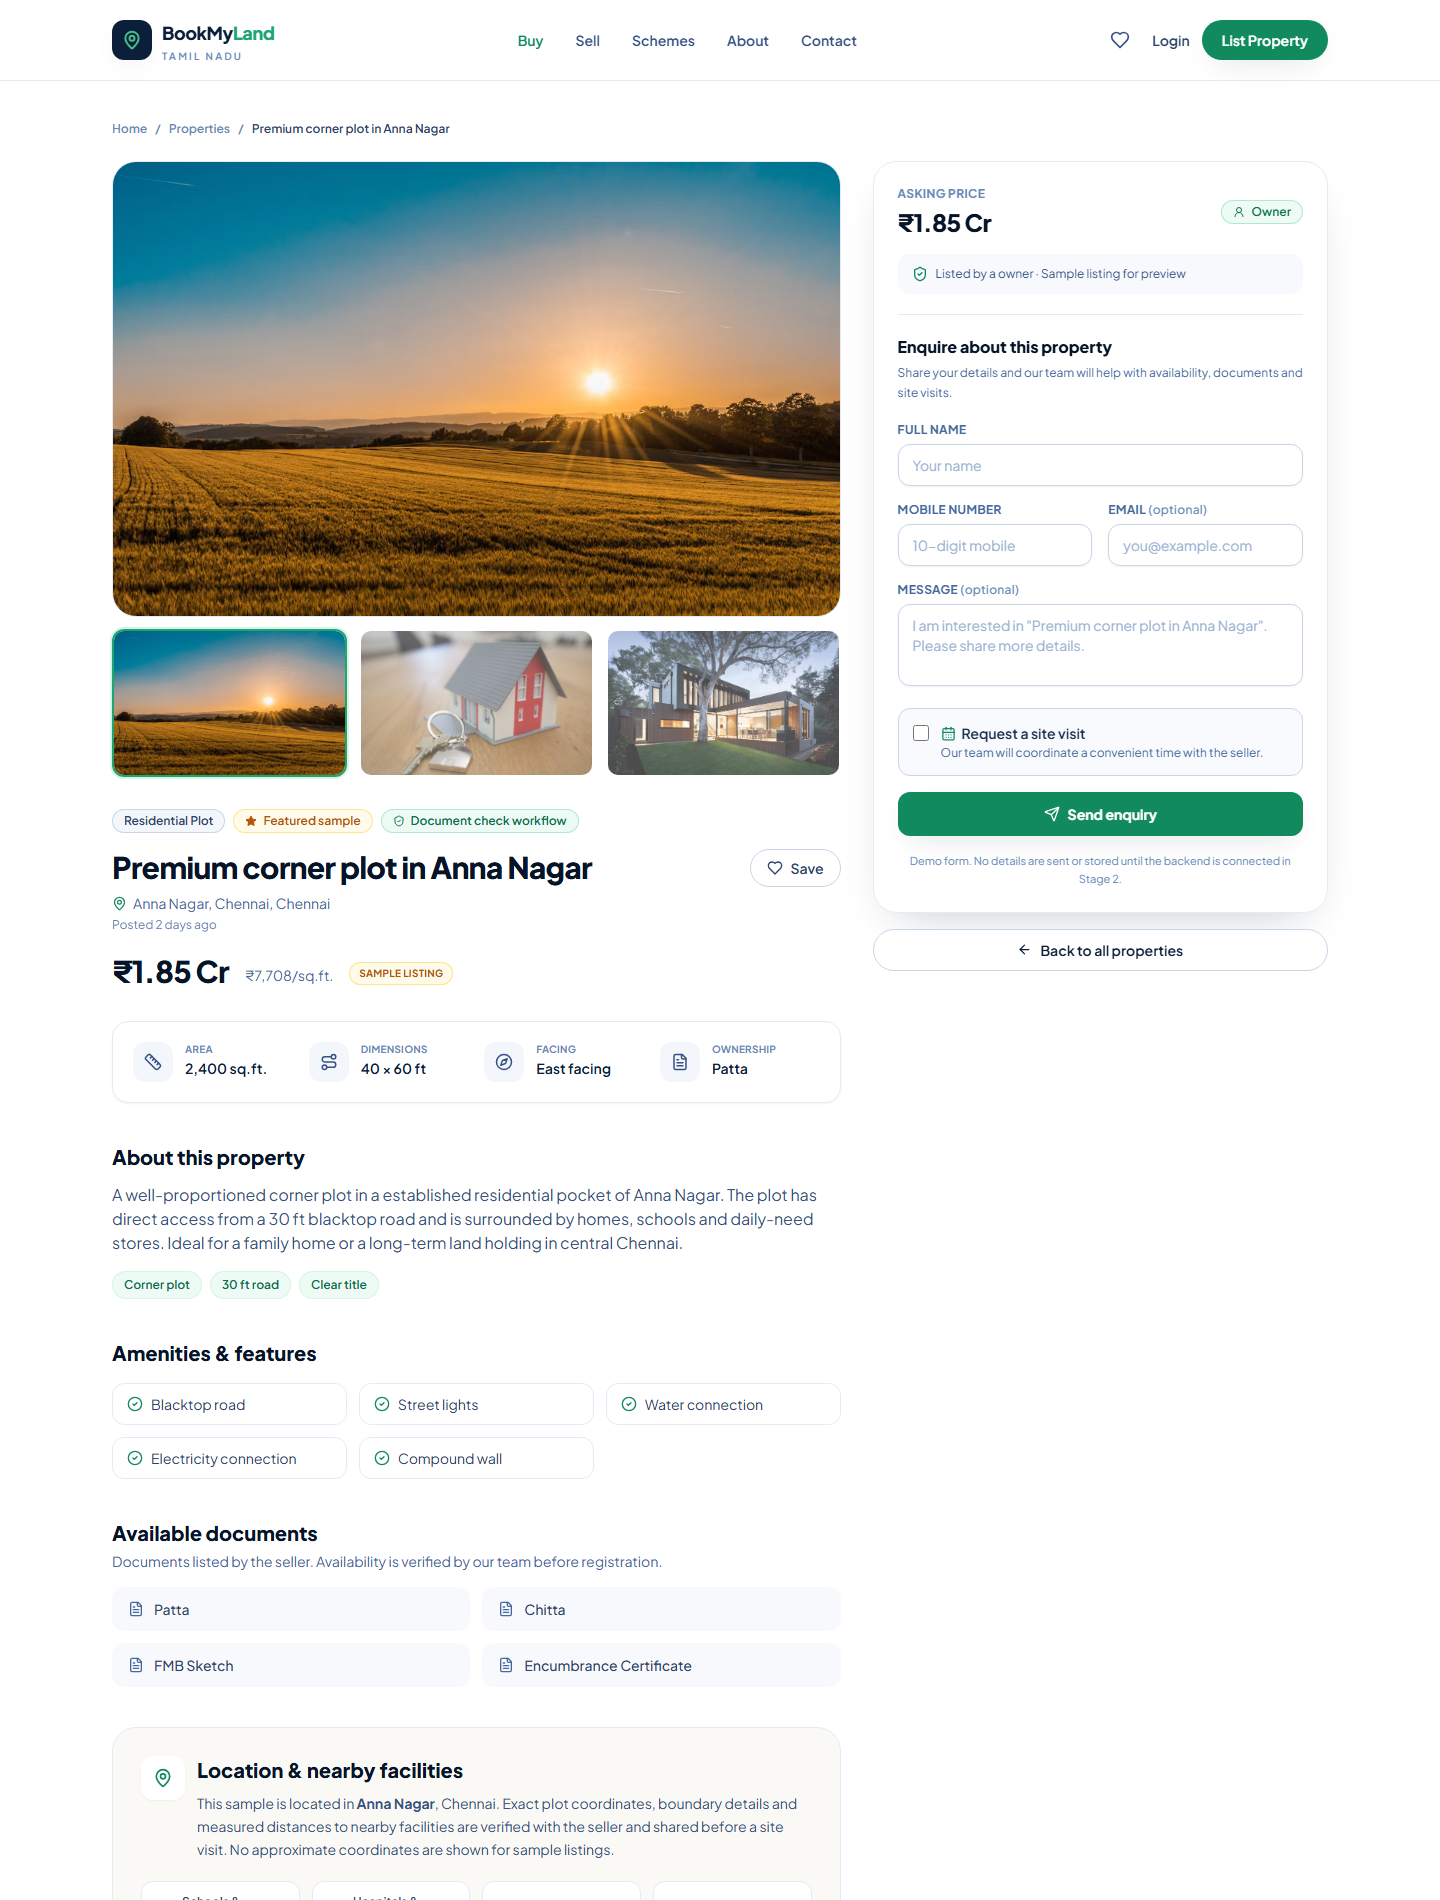 BookMyLand
TAMIL NADU
Buy
Sell
Schemes
About
Contact
Login
List Property
Home / Properties / Premium corner plot in Anna Nagar
Residential Plot
Featured sample
Document check workflow
Premium corner plot in Anna Nagar
Save
Anna Nagar, Chennai, Chennai
Posted 2 days ago
₹1.85 Cr
₹7,708/sq.ft.
SAMPLE LISTING
AREA
2,400 sq.ft.
DIMENSIONS
40 × 60 ft
FACING
East facing
OWNERSHIP
Patta
About this property
A well-proportioned corner plot in a established residential pocket of Anna Nagar. The plot has
direct access from a 30 ft blacktop road and is surrounded by homes, schools and daily-need
stores. Ideal for a family home or a long-term land holding in central Chennai.
Corner plot
30 ft road
Clear title
Amenities & features
Blacktop road
Street lights
Water connection
Electricity connection
Compound wall
Available documents
Documents listed by the seller. Availability is verified by our team before registration.
Patta
Chitta
FMB Sketch
Encumbrance Certificate
Location & nearby facilities
This sample is located in Anna Nagar, Chennai. Exact plot coordinates, boundary details and
measured distances to nearby facilities are verified with the seller and shared before a site
visit. No approximate coordinates are shown for sample listings.
ASKING PRICE
₹1.85 Cr
Owner
Listed by a owner · Sample listing for preview
Enquire about this property
Share your details and our team will help with availability, documents and
site visits.
FULL NAME
Your name
MOBILE NUMBER
10-digit mobile
EMAIL (optional)
you@example.com
MESSAGE (optional)
I am interested in "Premium corner plot in Anna Nagar".
Please share more details.
Request a site visit
Our team will coordinate a convenient time with the seller.
Send enquiry
Demo form. No details are sent or stored until the backend is connected in
Stage 2.
Back to all properties